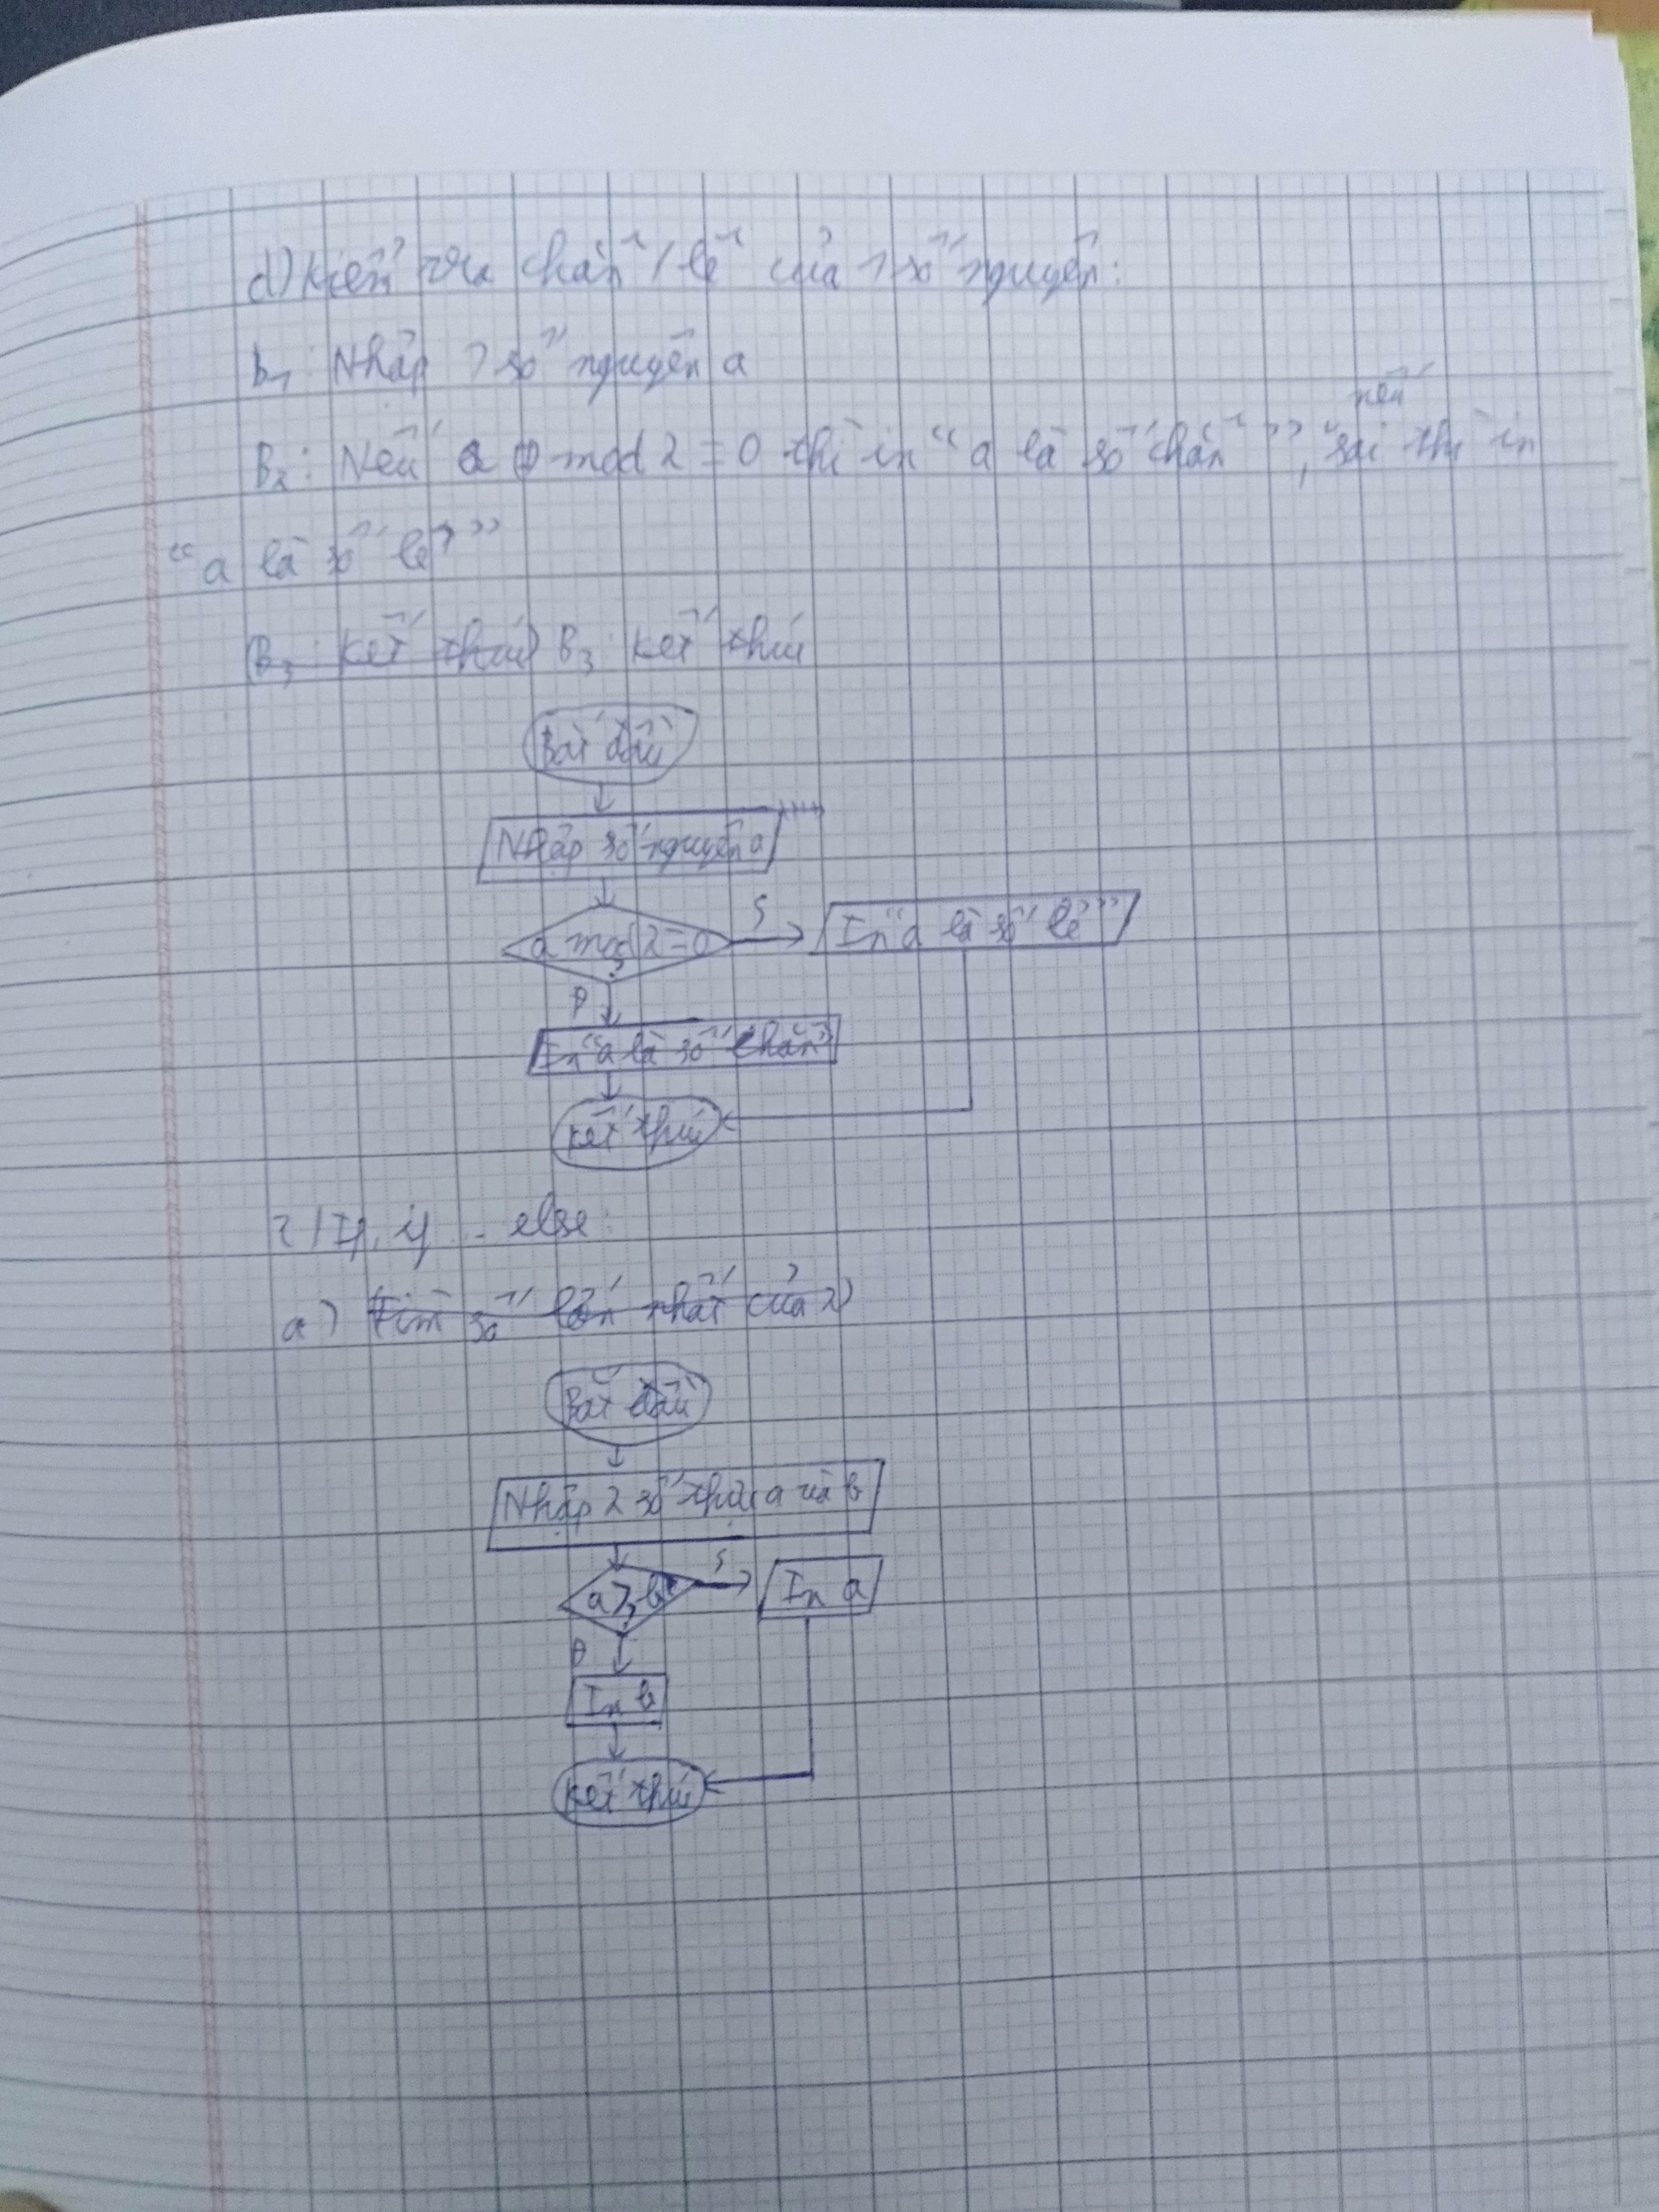 d) Kiểm tra chẵn / lẻ của 1 số nguyên:
b1: Nhập 1 số nguyên a
nếu
B2: Nếu a mod 2 = 0 thì in “a là số chẵn”, sai thì in
“a là số lẻ”
(B3: kết thúc) B3: kết thúc
Bắt đầu
Nhập số nguyên a
S
a mod 2 = 0 ?
In “a là số lẻ”
Đ
In “a là số chẵn”
kết thúc
2 / If, if ... else:
a) (Tìm số lớn nhất của 2)
Bắt đầu
Nhập 2 số thực a và b
S
a > b ?
In a
Đ
In b
kết thúc